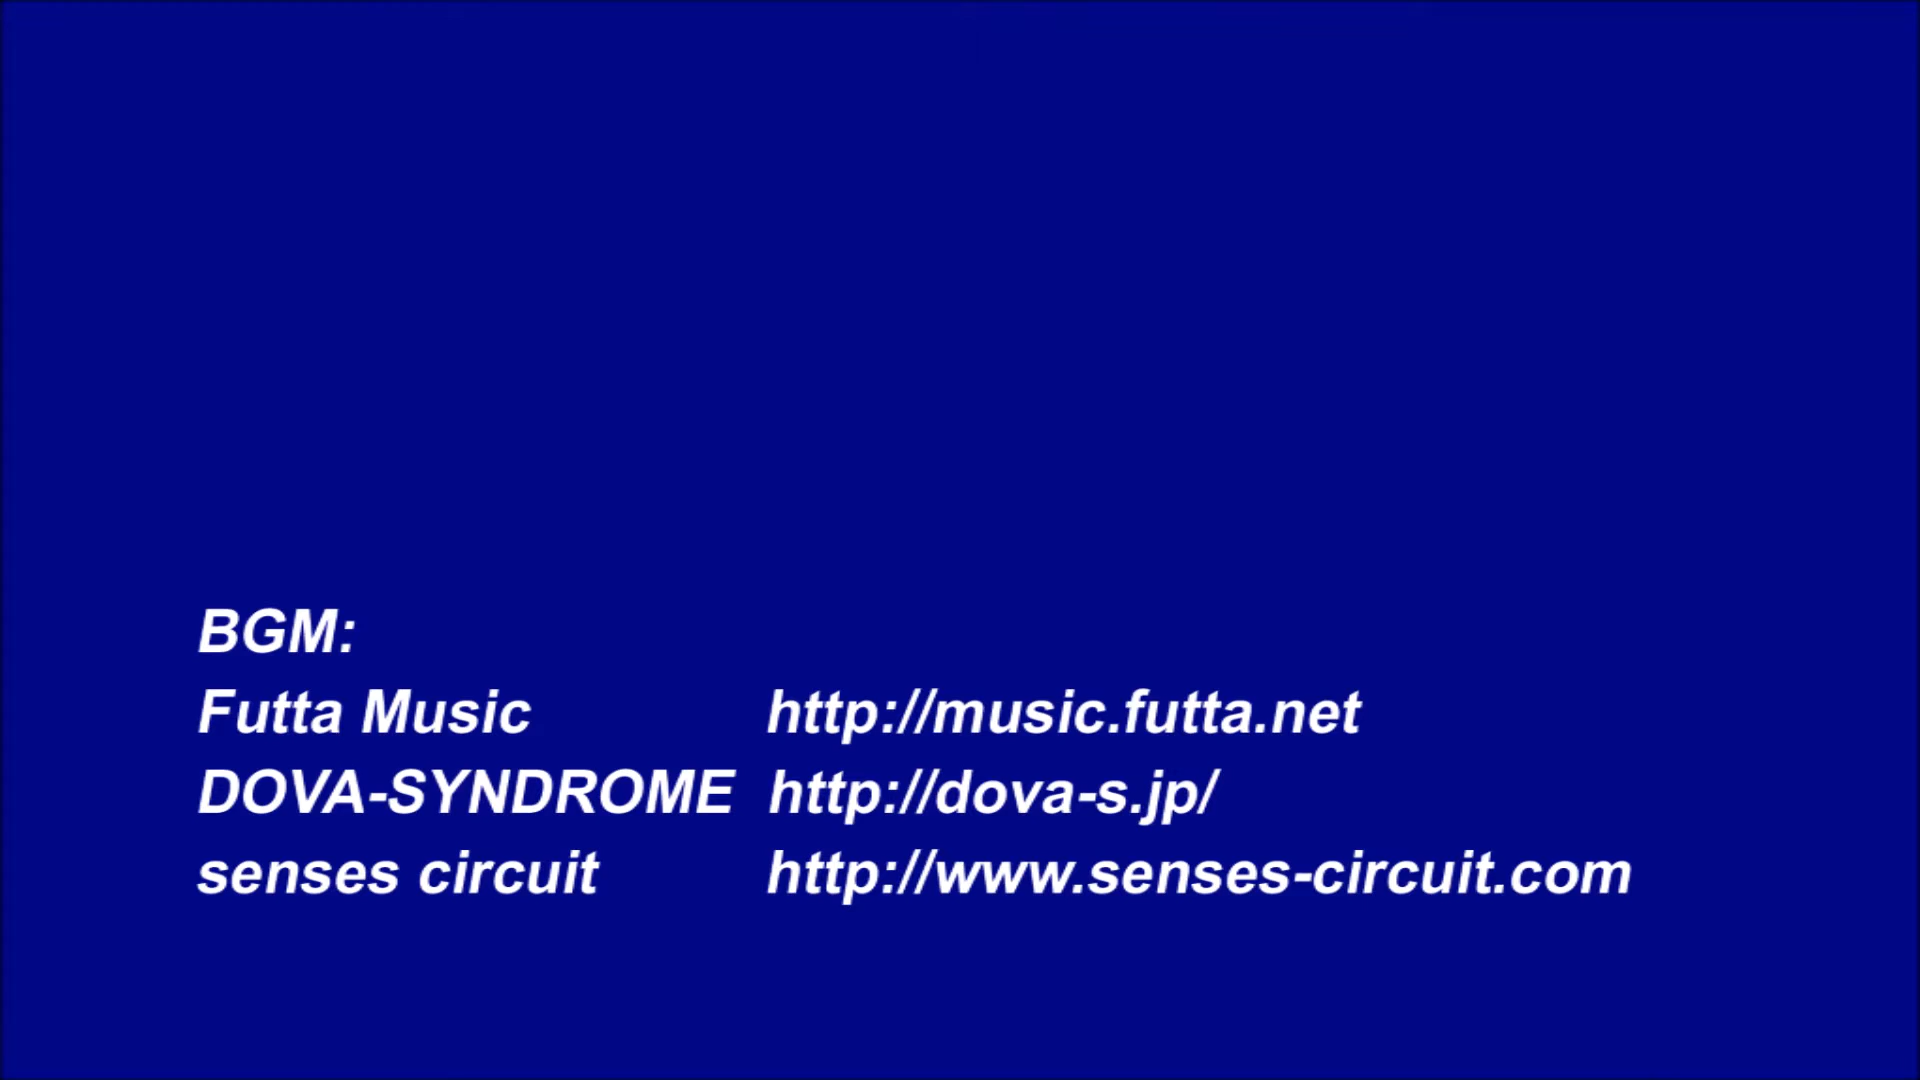 BGM:
Futta Music http://music.futta.net
DOVA-SYNDROME http://dova-s.jp/
senses circuit http://www.senses-circuit.com